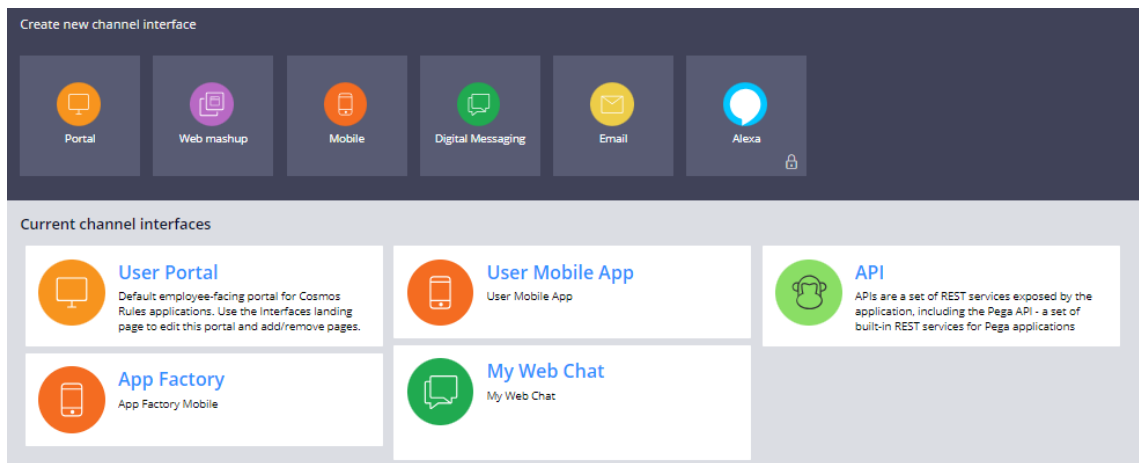 Create new channel interface
Portal
Web mashup
Mobile
Digital Messaging
Email
Alexa
Current channel interfaces
User Portal
Default employee-facing portal for Cosmos
Rules applications. Use the Interfaces landing
page to edit this portal and add/remove pages.
User Mobile App
User Mobile App
API
APIs are a set of REST services exposed by the
application, including the Pega API - a set of
built-in REST services for Pega applications
App Factory
App Factory Mobile
My Web Chat
My Web Chat